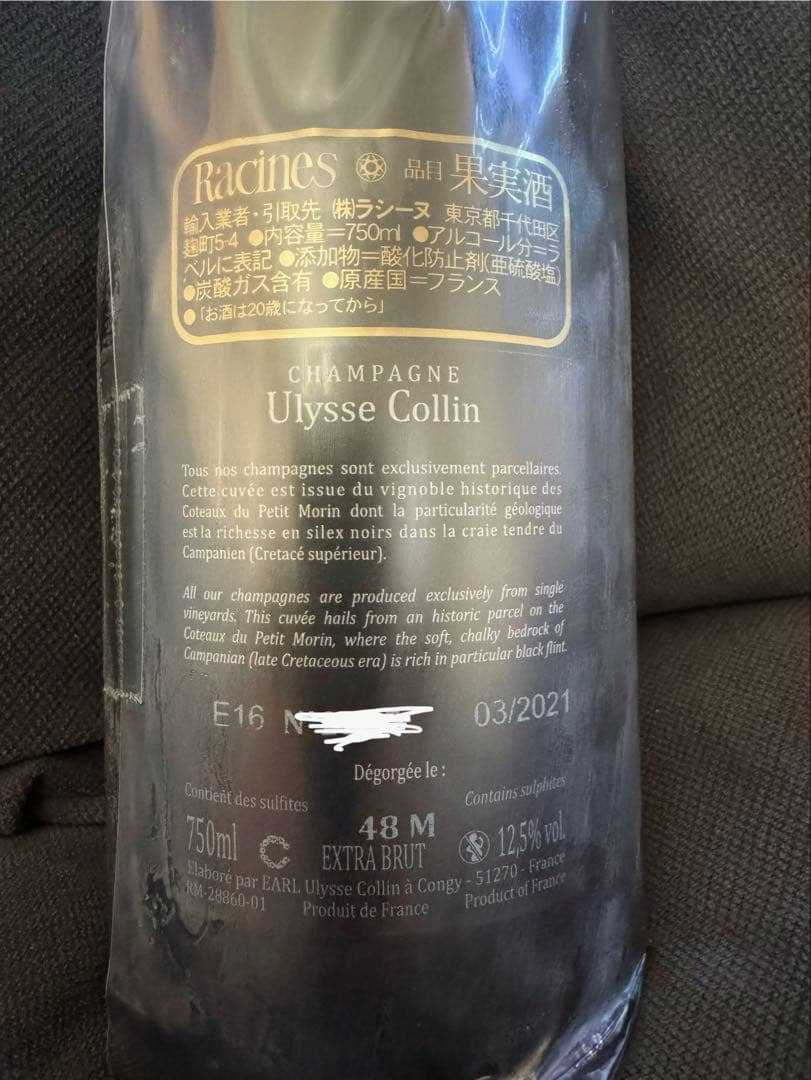 Racines 品目 果実酒
輸入業者・引取先 (株)ラシーヌ 東京都千代田区
麹町5-4 ●内容量=750ml ●アルコール分=ラ
ベルに表記 ●添加物=酸化防止剤(亜硫酸塩)
●炭酸ガス含有 ●原産国=フランス
●「お酒は20歳になってから」
CHAMPAGNE
Ulysse Collin
Tous nos champagnes sont exclusivement parcellaires.
Cette cuvée est issue du vignoble historique des
Coteaux du Petit Morin dont la particularité géologique
est la richesse en silex noirs dans la craie tendre du
Campanien (Cretacé supérieur).
All our champagnes are produced exclusively from single
vineyards. This cuvée hails from an historic parcel on the
Coteaux du Petit Morin, where the soft, chalky bedrock of
Campanian (late Cretaceous era) is rich in particular black flint.
E16 N 03/2021
Dégorgée le :
Contient des sulfites Contains sulphites
48 M
750ml EXTRA BRUT 12,5% vol.
Elaboré par EARL Ulysse Collin à Congy - 51270 - France
RM-28860-01 Produit de France Product of France